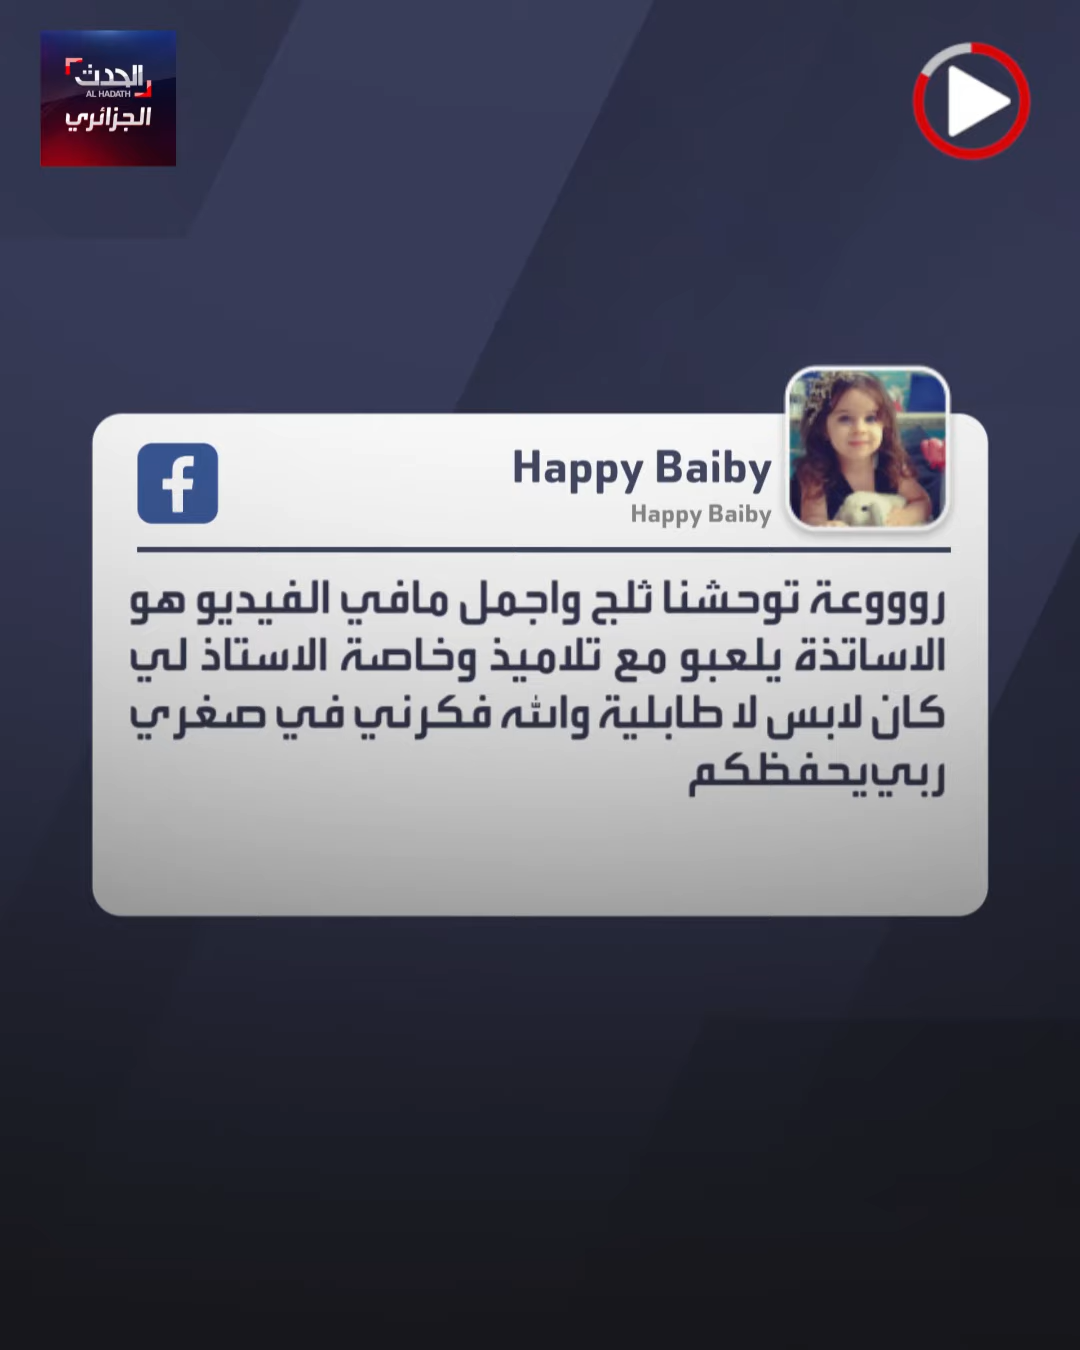 الحدث
AL HADATH
الجزائري
Happy Baiby
Happy Baiby
روووعة توحشنا ثلج واجمل مافي الفيديو هو
الاساتذة يلعبو مع تلاميذ وخاصة الاستاذ لي
كان لابس لا طابلية والله فكرني في صغري
ربي يحفظكم